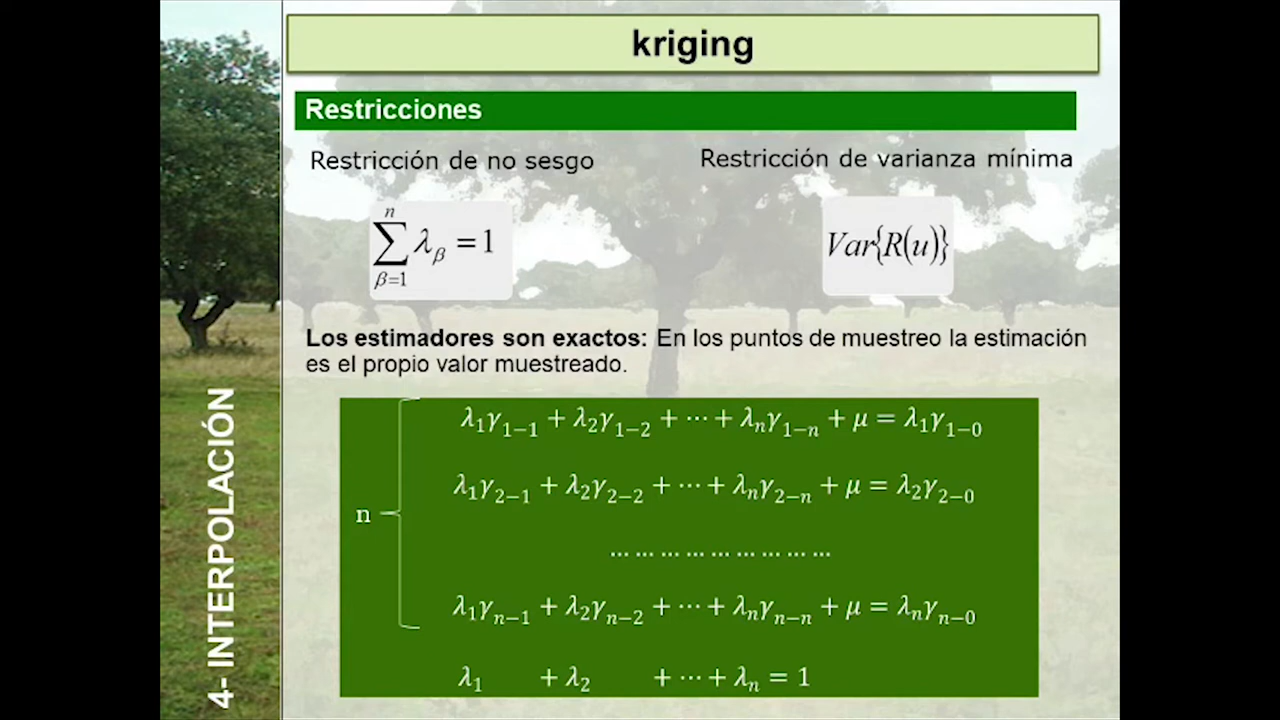 kriging
Restricciones
Restricción de no sesgo
Restricción de varianza mínima
n
∑ λ_β = 1
β=1
Var{R(u)}
Los estimadores son exactos: En los puntos de muestreo la estimación
es el propio valor muestreado.
λ₁γ₁₋₁ + λ₂γ₁₋₂ + ⋯ + λₙγ₁₋ₙ + μ = λ₁γ₁₋₀
λ₁γ₂₋₁ + λ₂γ₂₋₂ + ⋯ + λₙγ₂₋ₙ + μ = λ₂γ₂₋₀
n
… … … … … … … … …
λ₁γₙ₋₁ + λ₂γₙ₋₂ + ⋯ + λₙγₙ₋ₙ + μ = λₙγₙ₋₀
λ₁ + λ₂ + ⋯ + λₙ = 1
4- INTERPOLACIÓN